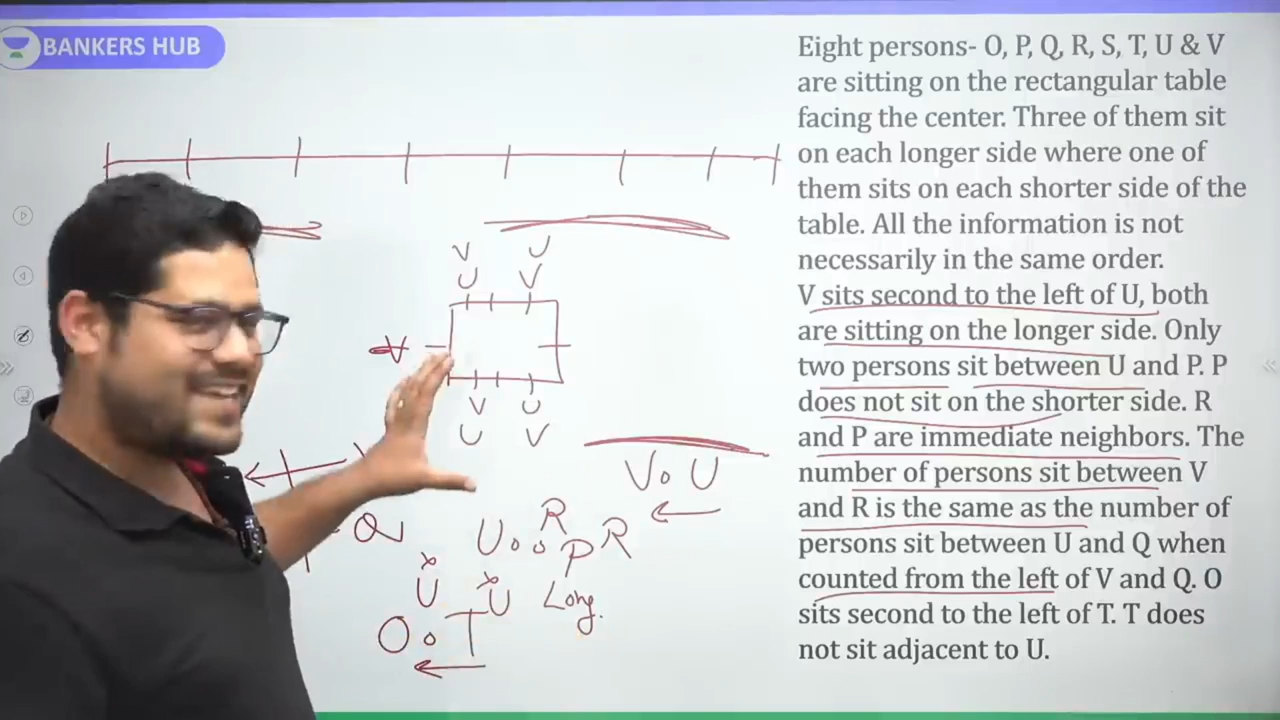 BANKERS HUB
Eight persons- O, P, Q, R, S, T, U & V
are sitting on the rectangular table
facing the center. Three of them sit
on each longer side where one of
them sits on each shorter side of the
table. All the information is not
necessarily in the same order.
V sits second to the left of U, both
are sitting on the longer side. Only
two persons sit between U and P. P
does not sit on the shorter side. R
and P are immediate neighbors. The
number of persons sit between V
and R is the same as the number of
persons sit between U and Q when
counted from the left of V and Q. O
sits second to the left of T. T does
not sit adjacent to U.
V U
U V
V
V U
U V
V o U
Q
U o o R P R
U U Long.
O o T